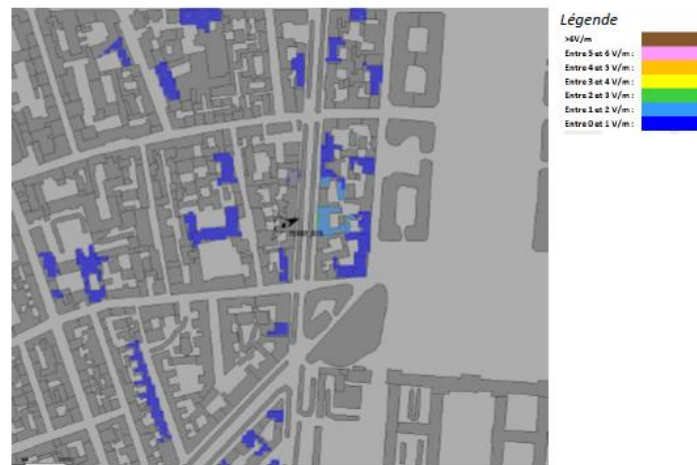 Légende
>6V/m
Entre 5 et 6 V/m :
Entre 4 et 5 V/m :
Entre 3 et 4 V/m :
Entre 2 et 3 V/m :
Entre 1 et 2 V/m :
Entre 0 et 1 V/m :